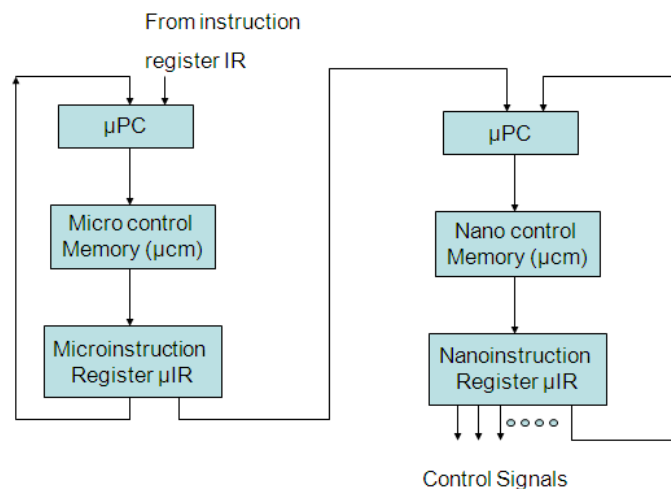 From instruction
register IR
µPC
Micro control
Memory (µcm)
Microinstruction
Register µIR
µPC
Nano control
Memory (µcm)
Nanoinstruction
Register µIR
Control Signals